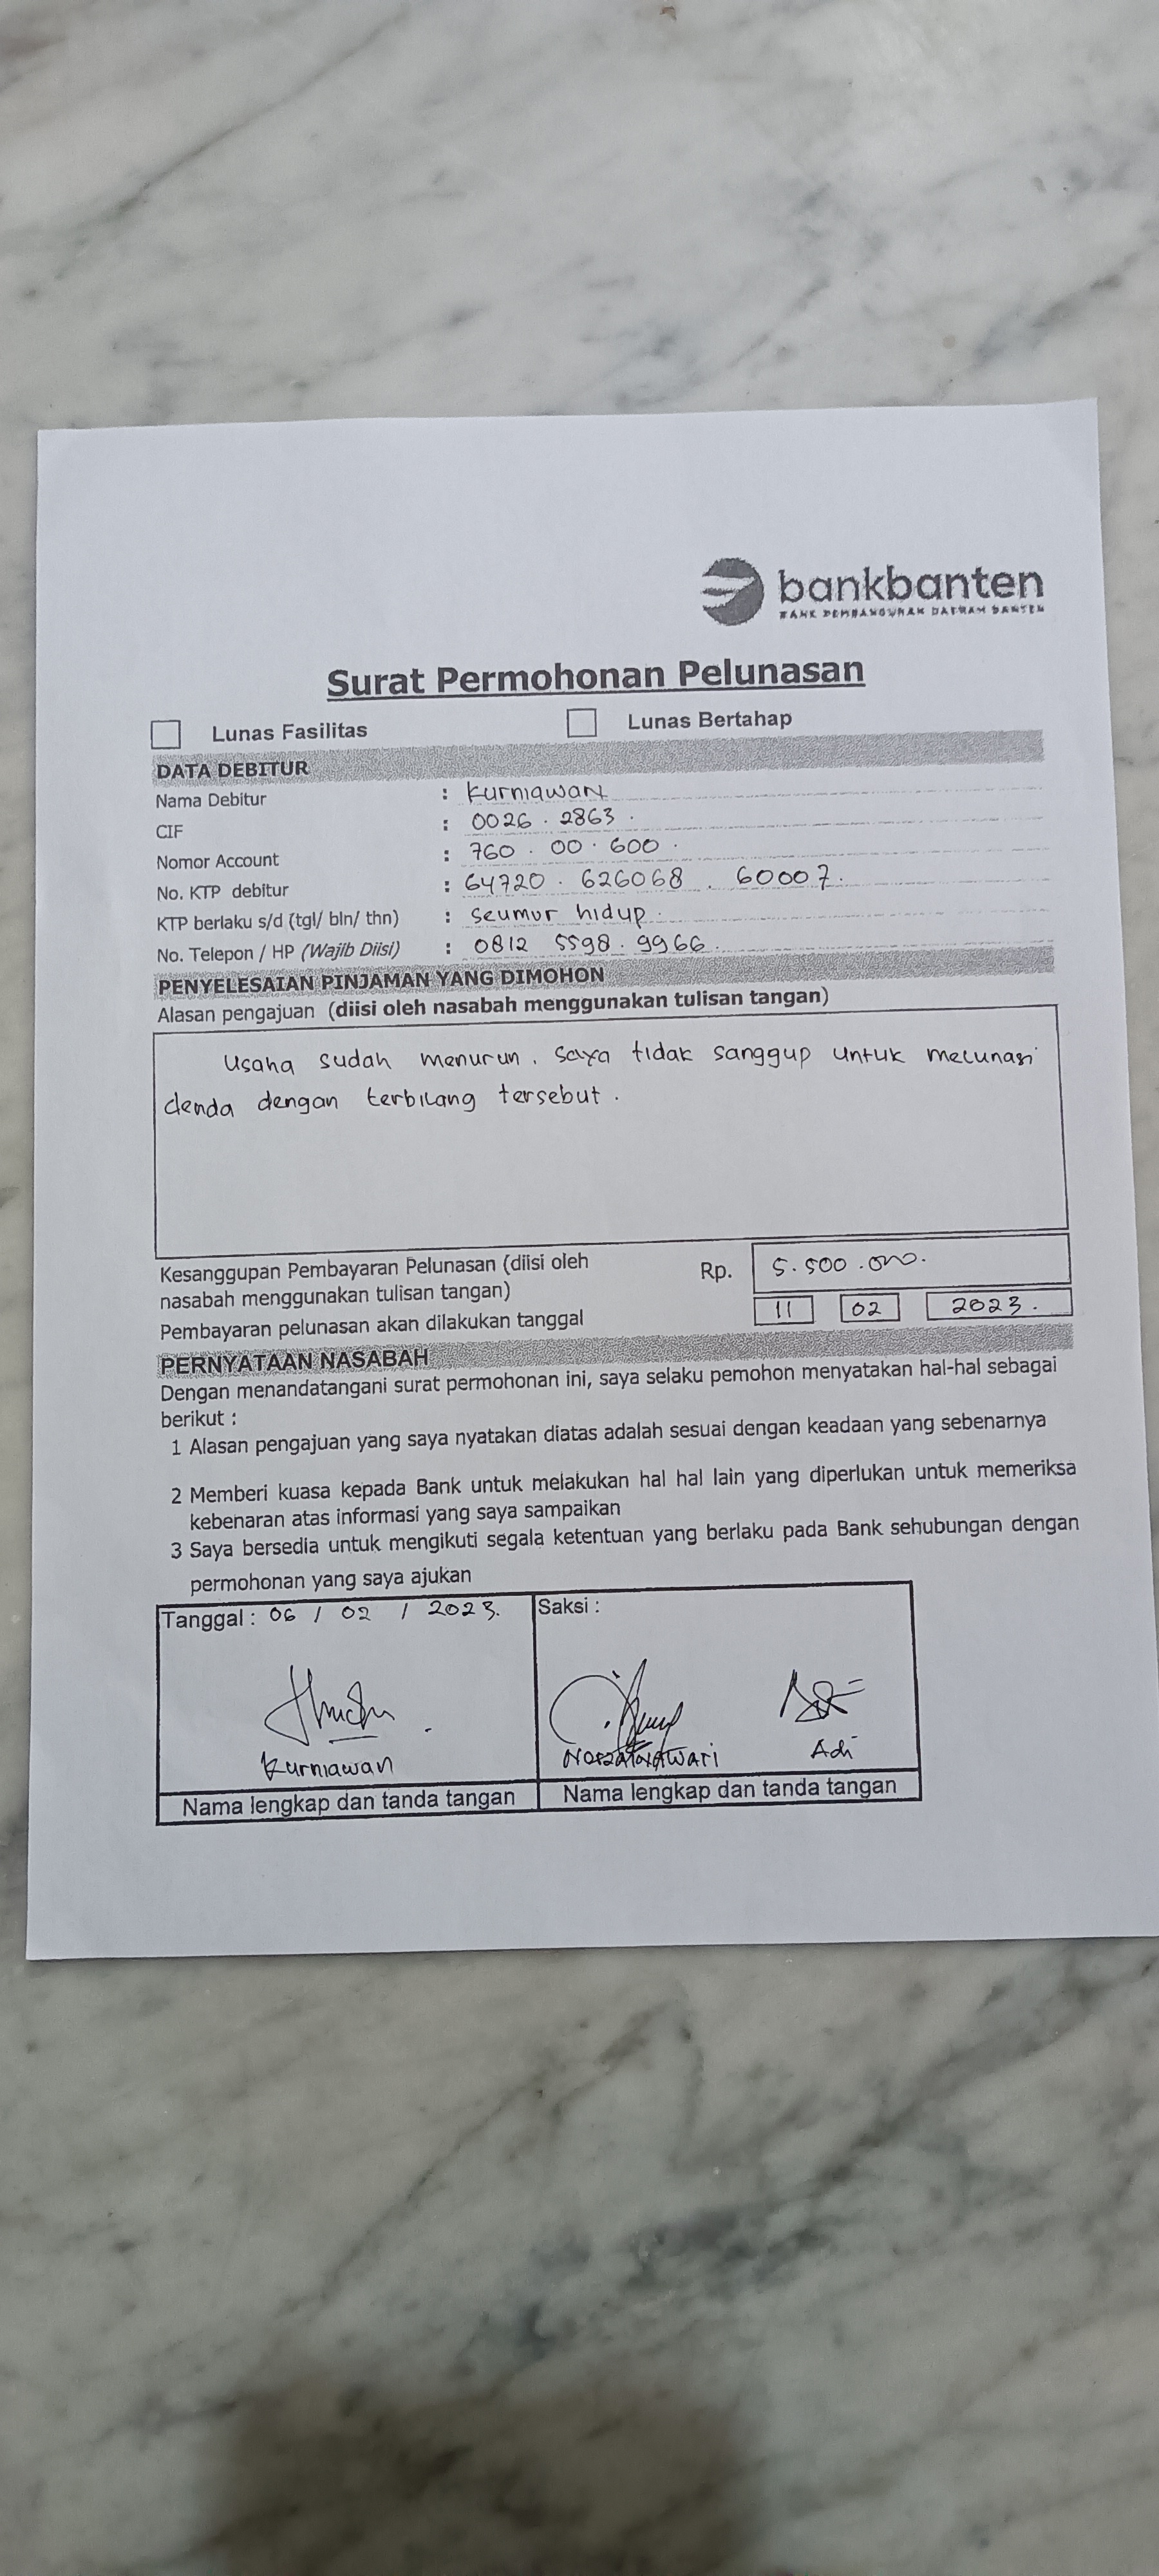 bankbanten
BANK PEMBANGUNAN DAERAH BANTEN
Surat Permohonan Pelunasan
Lunas Fasilitas Lunas Bertahap
DATA DEBITUR
Nama Debitur : Kurniawan
CIF : 0026.2863.
Nomor Account : 760.00.600.
No. KTP debitur : 64720.626068.60007.
KTP berlaku s/d (tgl/ bln/ thn) : Seumur hidup.
No. Telepon / HP (Wajib Diisi) : 0812 5598.9966.
PENYELESAIAN PINJAMAN YANG DIMOHON
Alasan pengajuan (diisi oleh nasabah menggunakan tulisan tangan)
Usaha sudah menurun. saya tidak sanggup untuk melunasi
denda dengan terbilang tersebut.
Kesanggupan Pembayaran Pelunasan (diisi oleh
nasabah menggunakan tulisan tangan) Rp. 5.500.000.
Pembayaran pelunasan akan dilakukan tanggal 11 02 2023.
PERNYATAAN NASABAH
Dengan menandatangani surat permohonan ini, saya selaku pemohon menyatakan hal-hal sebagai
berikut :
1 Alasan pengajuan yang saya nyatakan diatas adalah sesuai dengan keadaan yang sebenarnya
2 Memberi kuasa kepada Bank untuk melakukan hal hal lain yang diperlukan untuk memeriksa
kebenaran atas informasi yang saya sampaikan
3 Saya bersedia untuk mengikuti segala ketentuan yang berlaku pada Bank sehubungan dengan
permohonan yang saya ajukan
Tanggal : 06 / 02 / 2023. Saksi :
Kurniawan Adi
Nama lengkap dan tanda tangan Nama lengkap dan tanda tangan